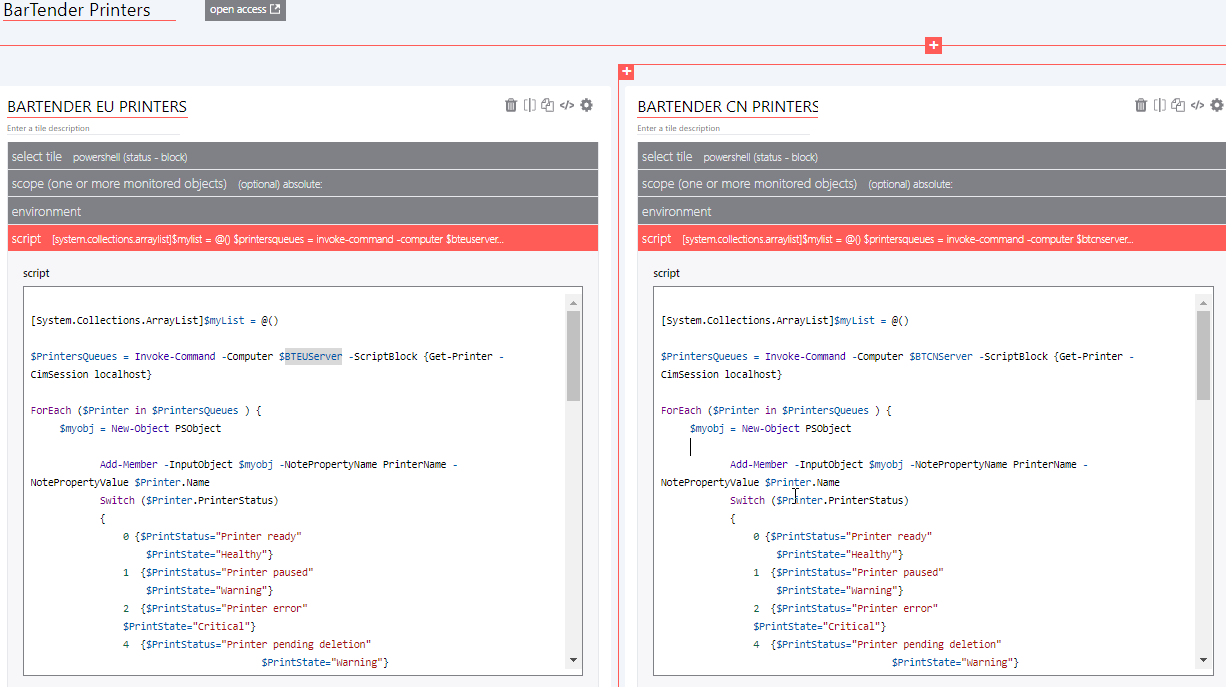 BarTender Printers
open access
BARTENDER EU PRINTERS
Enter a tile description
select tile powershell (status - block)
scope (one or more monitored objects) (optional) absolute:
environment
script [system.collections.arraylist]$mylist = @() $printersqueues = invoke-command -computer $bteuserver...
script
[System.Collections.ArrayList]$myList = @()
$PrintersQueues = Invoke-Command -Computer $BTEUServer -ScriptBlock {Get-Printer -
CimSession localhost}
ForEach ($Printer in $PrintersQueues ) {
$myobj = New-Object PSObject
Add-Member -InputObject $myobj -NotePropertyName PrinterName -
NotePropertyValue $Printer.Name
Switch ($Printer.PrinterStatus)
{
0 {$PrintStatus="Printer ready"
$PrintState="Healthy"}
1 {$PrintStatus="Printer paused"
$PrintState="Warning"}
2 {$PrintStatus="Printer error"
$PrintState="Critical"}
4 {$PrintStatus="Printer pending deletion"
$PrintState="Warning"}
BARTENDER CN PRINTERS
Enter a tile description
select tile powershell (status - block)
scope (one or more monitored objects) (optional) absolute:
environment
script [system.collections.arraylist]$mylist = @() $printersqueues = invoke-command -computer $btcnserver...
script
[System.Collections.ArrayList]$myList = @()
$PrintersQueues = Invoke-Command -Computer $BTCNServer -ScriptBlock {Get-Printer -
CimSession localhost}
ForEach ($Printer in $PrintersQueues ) {
$myobj = New-Object PSObject
Add-Member -InputObject $myobj -NotePropertyName PrinterName -
NotePropertyValue $Printer.Name
Switch ($Printer.PrinterStatus)
{
0 {$PrintStatus="Printer ready"
$PrintState="Healthy"}
1 {$PrintStatus="Printer paused"
$PrintState="Warning"}
2 {$PrintStatus="Printer error"
$PrintState="Critical"}
4 {$PrintStatus="Printer pending deletion"
$PrintState="Warning"}